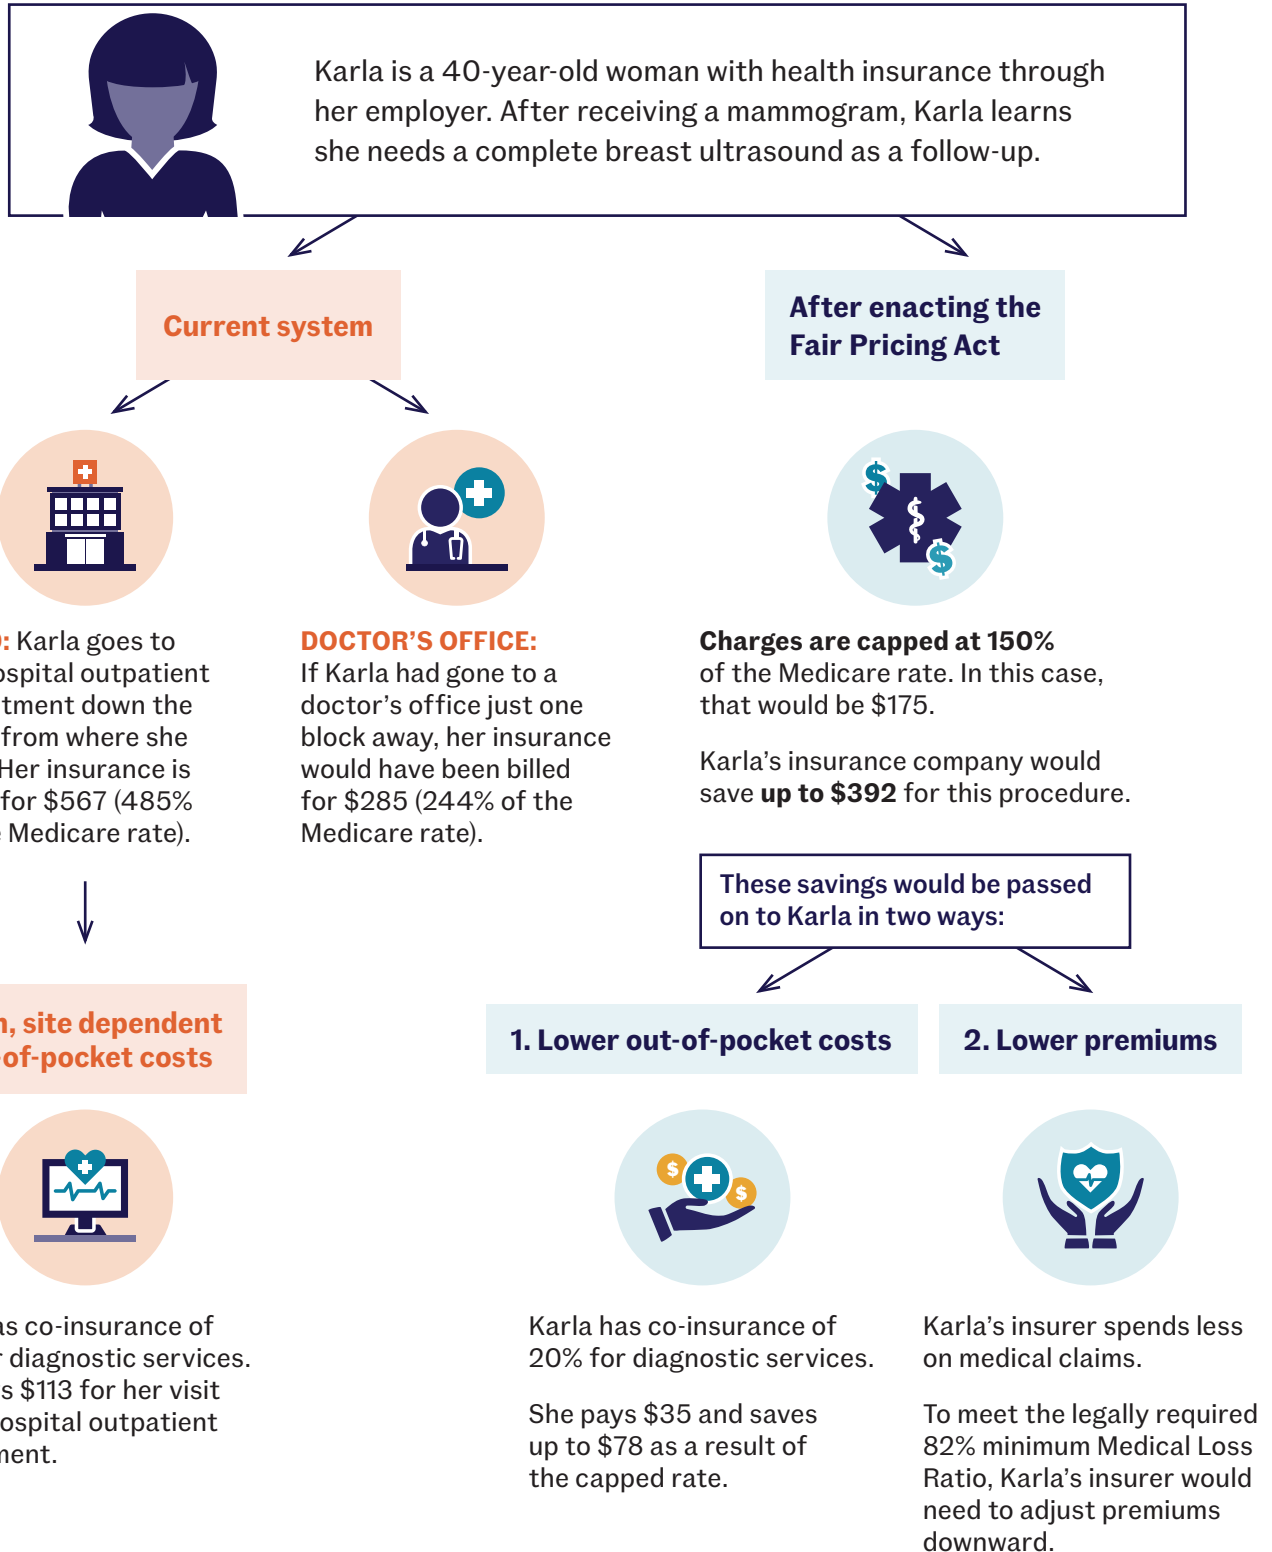 Karla is a 40-year-old woman with health insurance through
her employer. After receiving a mammogram, Karla learns
she needs a complete breast ultrasound as a follow-up.
Current system
After enacting the
Fair Pricing Act
: Karla goes to
outpatient
down the
from where she
Her insurance is
for $567 (485%
Medicare rate).
DOCTOR’S OFFICE:
If Karla had gone to a
doctor’s office just one
block away, her insurance
would have been billed
for $285 (244% of the
Medicare rate).
Charges are capped at 150%
of the Medicare rate. In this case,
that would be $175.
Karla’s insurance company would
save up to $392 for this procedure.
These savings would be passed
on to Karla in two ways:
site dependent
-of-pocket costs
1. Lower out-of-pocket costs
2. Lower premiums
co-insurance of
diagnostic services.
$113 for her visit
outpatient
Karla has co-insurance of
20% for diagnostic services.
She pays $35 and saves
up to $78 as a result of
the capped rate.
Karla’s insurer spends less
on medical claims.
To meet the legally required
82% minimum Medical Loss
Ratio, Karla’s insurer would
need to adjust premiums
downward.